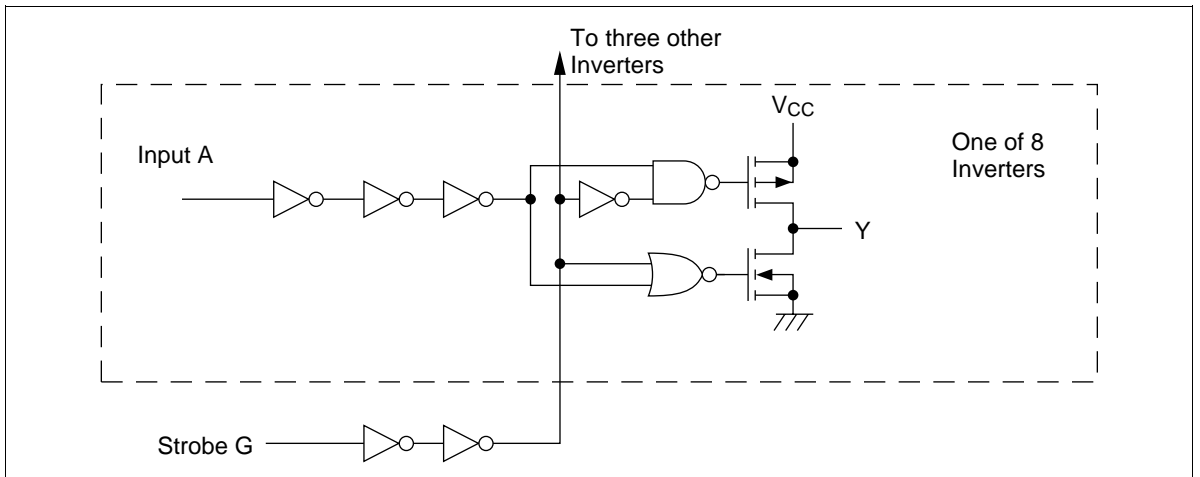 To three other
Inverters
VCC
Input A
One of 8
Inverters
Y
Strobe G